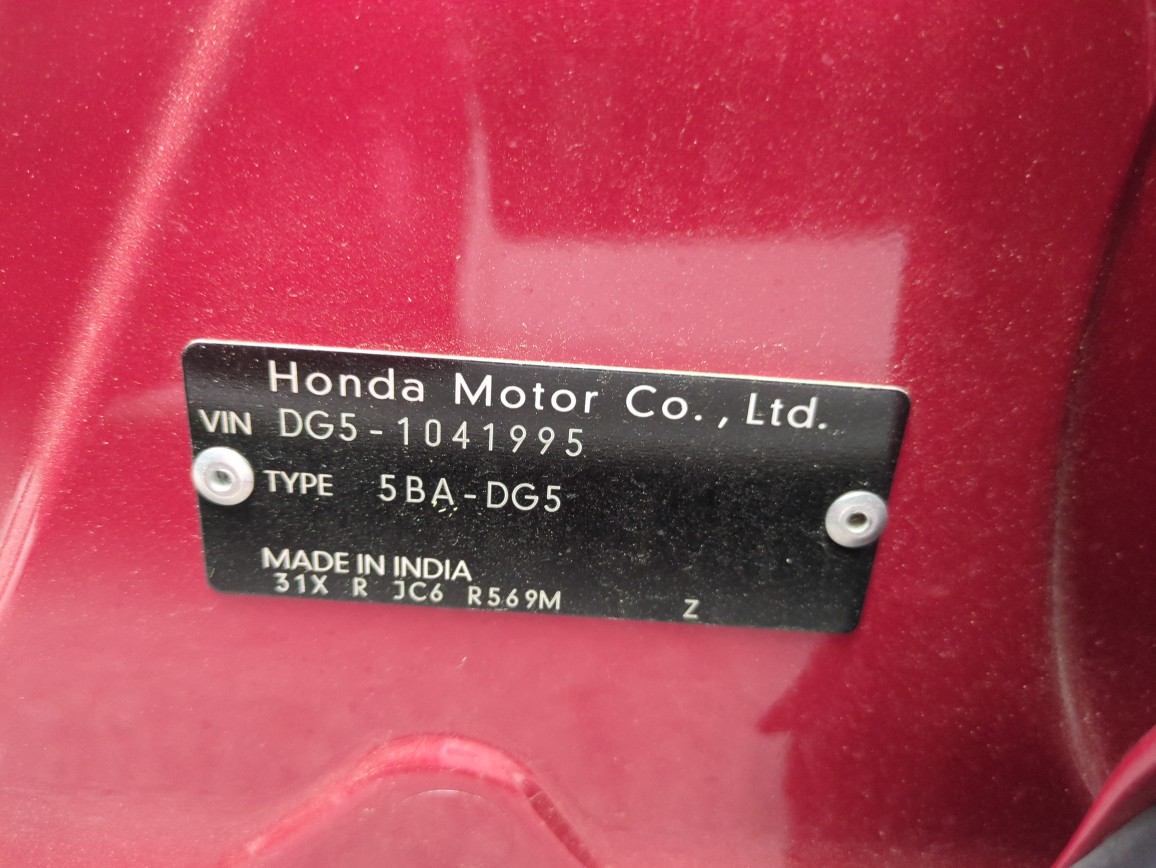 Honda Motor Co., Ltd.
VIN DG5-1041995
TYPE 5BA-DG5
MADE IN INDIA
31X R JC6 R569M Z